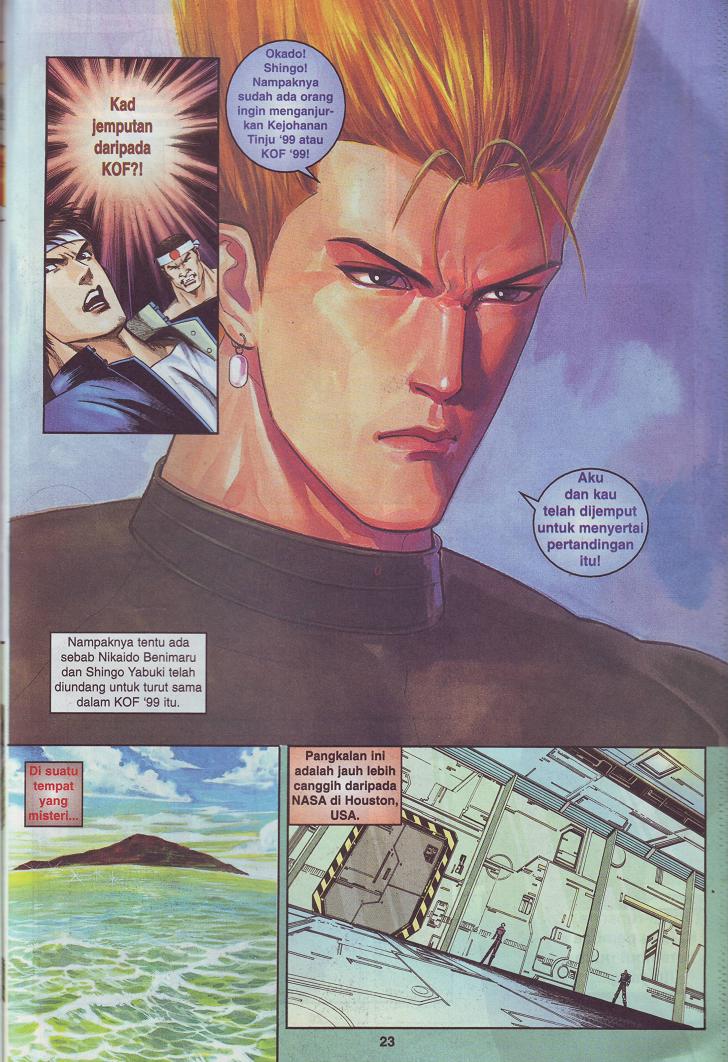 Okado!
Shingo!
Nampaknya
sudah ada orang
ingin menganjur-
kan Kejohanan
Tinju ‘99 atau
KOF ‘99!
Kad
jemputan
daripada
KOF?!
Aku
dan kau
telah dijemput
untuk menyertai
pertandingan
itu!
Nampaknya tentu ada
sebab Nikaido Benimaru
dan Shingo Yabuki telah
diundang untuk turut sama
dalam KOF ‘99 itu.
Di suatu
tempat
yang
misteri...
Pangkalan ini
adalah jauh lebih
canggih daripada
NASA di Houston,
USA.
23